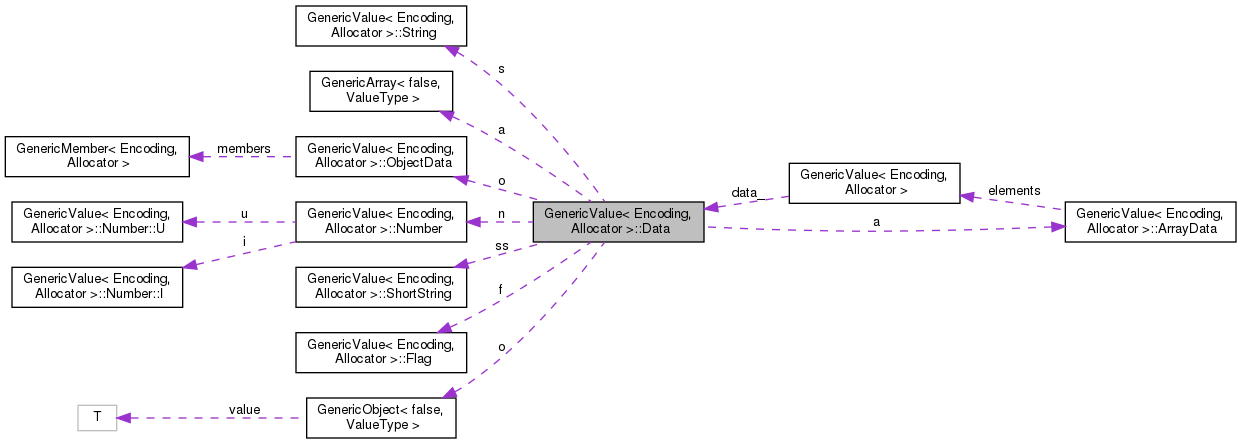 GenericValue< Encoding,
Allocator >::String
s
GenericArray< false,
ValueType >
a
GenericMember< Encoding,
Allocator >
members
GenericValue< Encoding,
Allocator >::ObjectData
o
GenericValue< Encoding,
Allocator >::Number::U
u
GenericValue< Encoding,
Allocator >::Number
n
GenericValue< Encoding,
Allocator >::Data
data_
GenericValue< Encoding,
Allocator >
elements
GenericValue< Encoding,
Allocator >::ArrayData
a
i
GenericValue< Encoding,
Allocator >::Number::I
ss
GenericValue< Encoding,
Allocator >::ShortString
f
GenericValue< Encoding,
Allocator >::Flag
o
T
value
GenericObject< false,
ValueType >